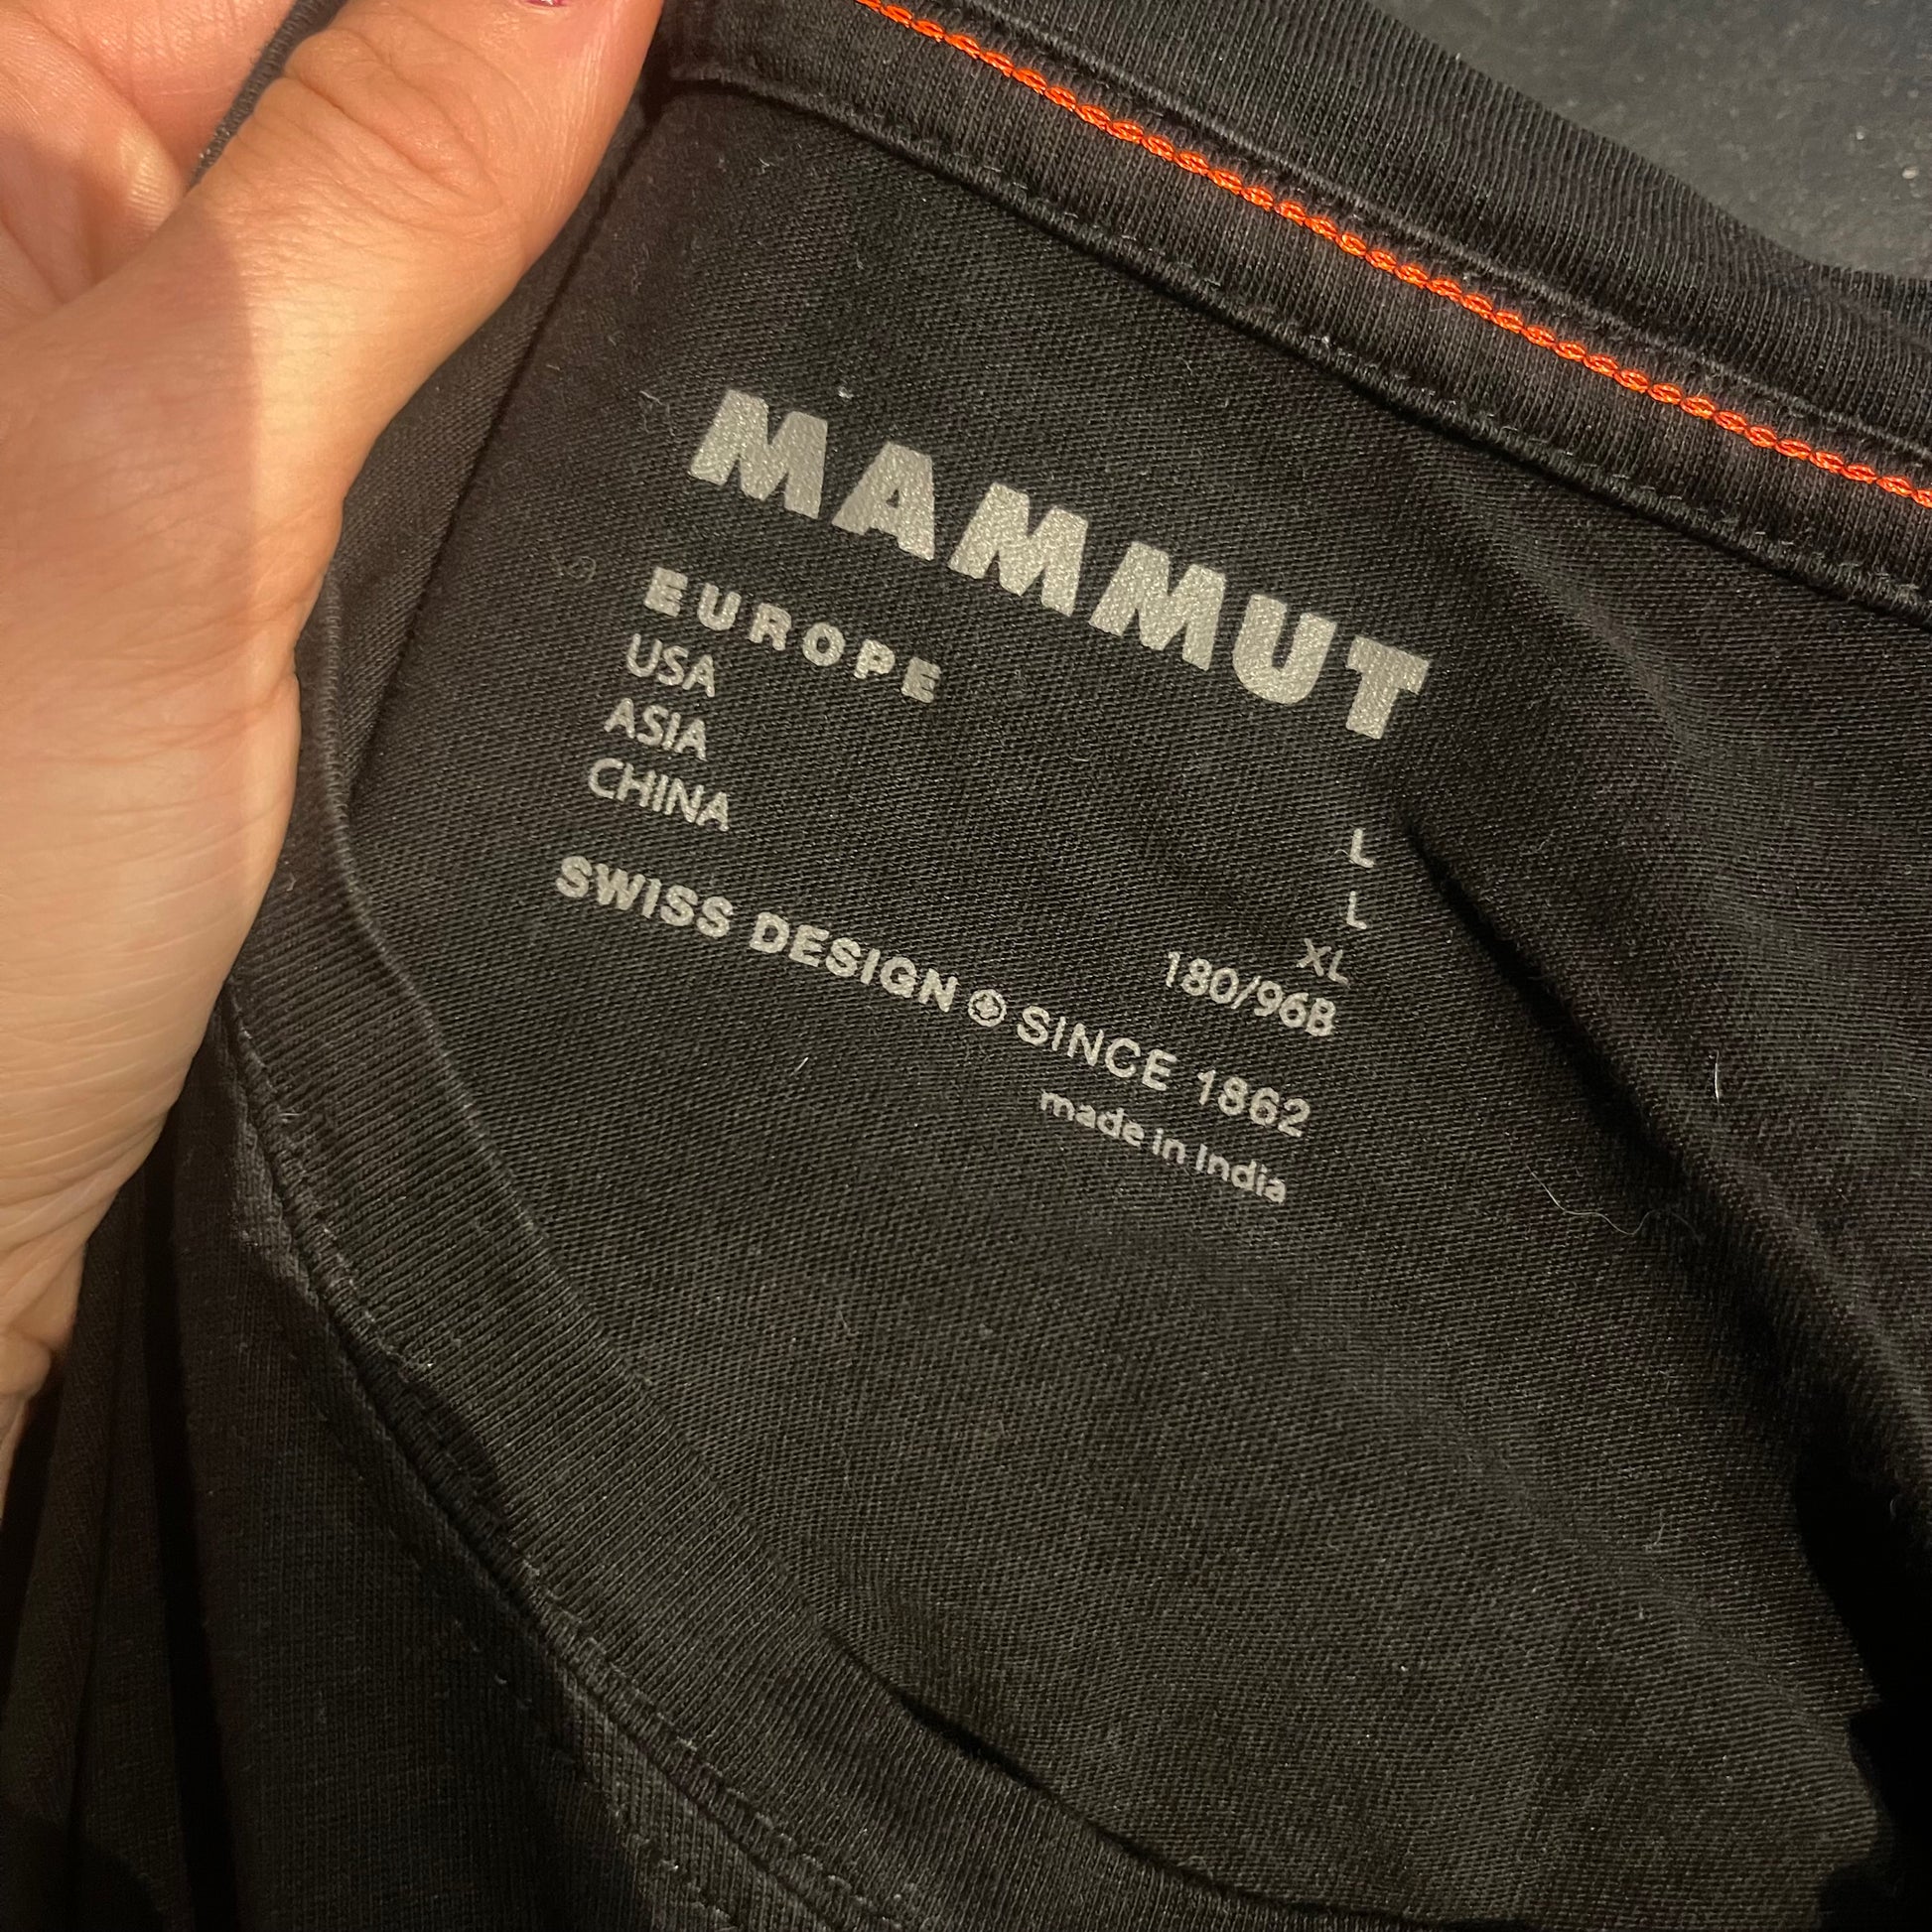 MAMMUT
EUROPE L
USA L
ASIA XL
CHINA 180/96B
SWISS DESIGN SINCE 1862
made in India